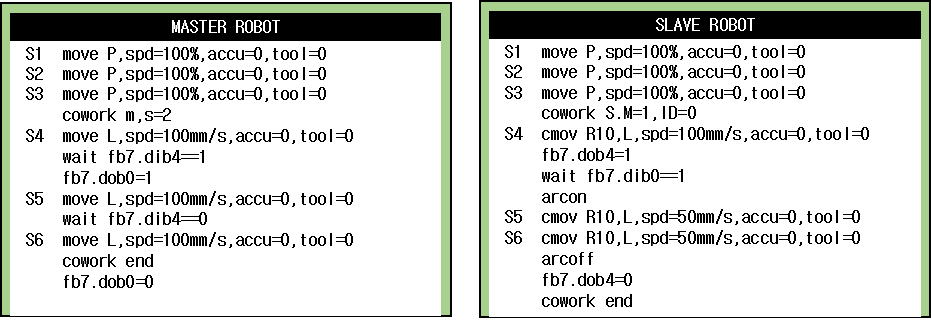 MASTER ROBOT
S1 move P,spd=100%,accu=0,tool=0
S2 move P,spd=100%,accu=0,tool=0
S3 move P,spd=100%,accu=0,tool=0
cowork m,s=2
S4 move L,spd=100mm/s,accu=0,tool=0
wait fb7.dib4==1
fb7.dob0=1
S5 move L,spd=100mm/s,accu=0,tool=0
wait fb7.dib4==0
S6 move L,spd=100mm/s,accu=0,tool=0
cowork end
fb7.dob0=0
SLAVE ROBOT
S1 move P,spd=100%,accu=0,tool=0
S2 move P,spd=100%,accu=0,tool=0
S3 move P,spd=100%,accu=0,tool=0
cowork S.M=1,ID=0
S4 cmov R10,L,spd=100mm/s,accu=0,tool=0
fb7.dob4=1
wait fb7.dib0==1
arcon
S5 cmov R10,L,spd=50mm/s,accu=0,tool=0
S6 cmov R10,L,spd=50mm/s,accu=0,tool=0
arcoff
fb7.dob4=0
cowork end